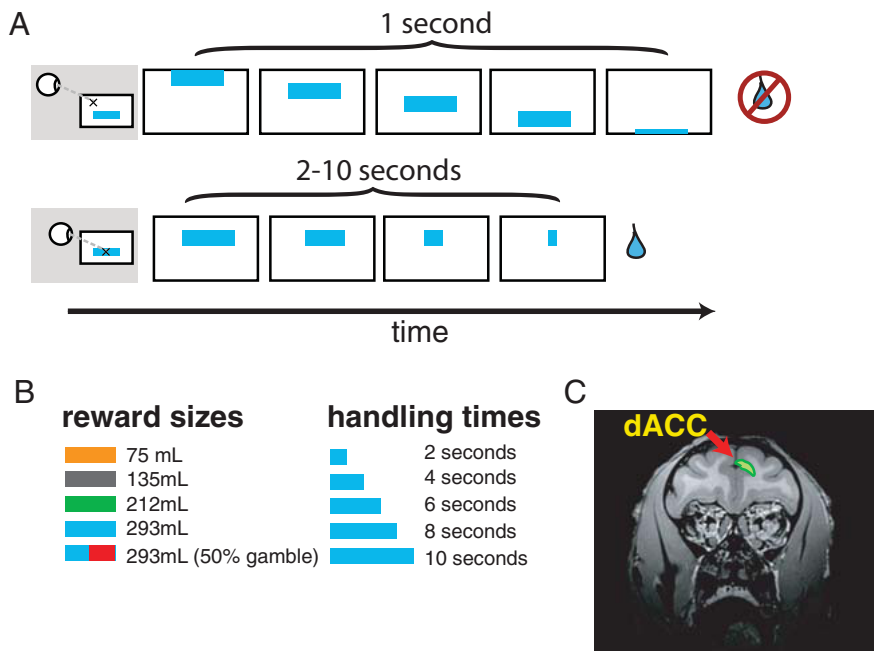 A
1 second
2-10 seconds
time
B
reward sizes
75 mL
135mL
212mL
293mL
293mL (50% gamble)
handling times
2 seconds
4 seconds
6 seconds
8 seconds
10 seconds
C
dACC